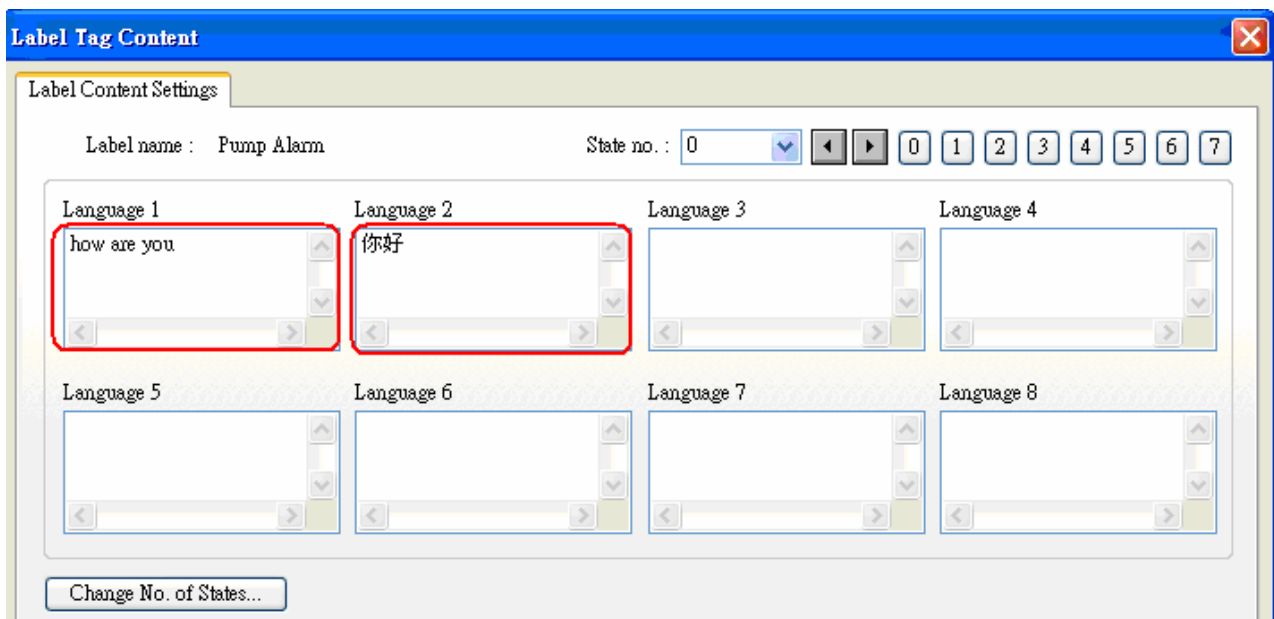 Label Tag Content
Label Content Settings
Label name : Pump Alarm State no. : 0 0 1 2 3 4 5 6 7
Language 1 Language 2 Language 3 Language 4
how are you 你好
Language 5 Language 6 Language 7 Language 8
Change No. of States...